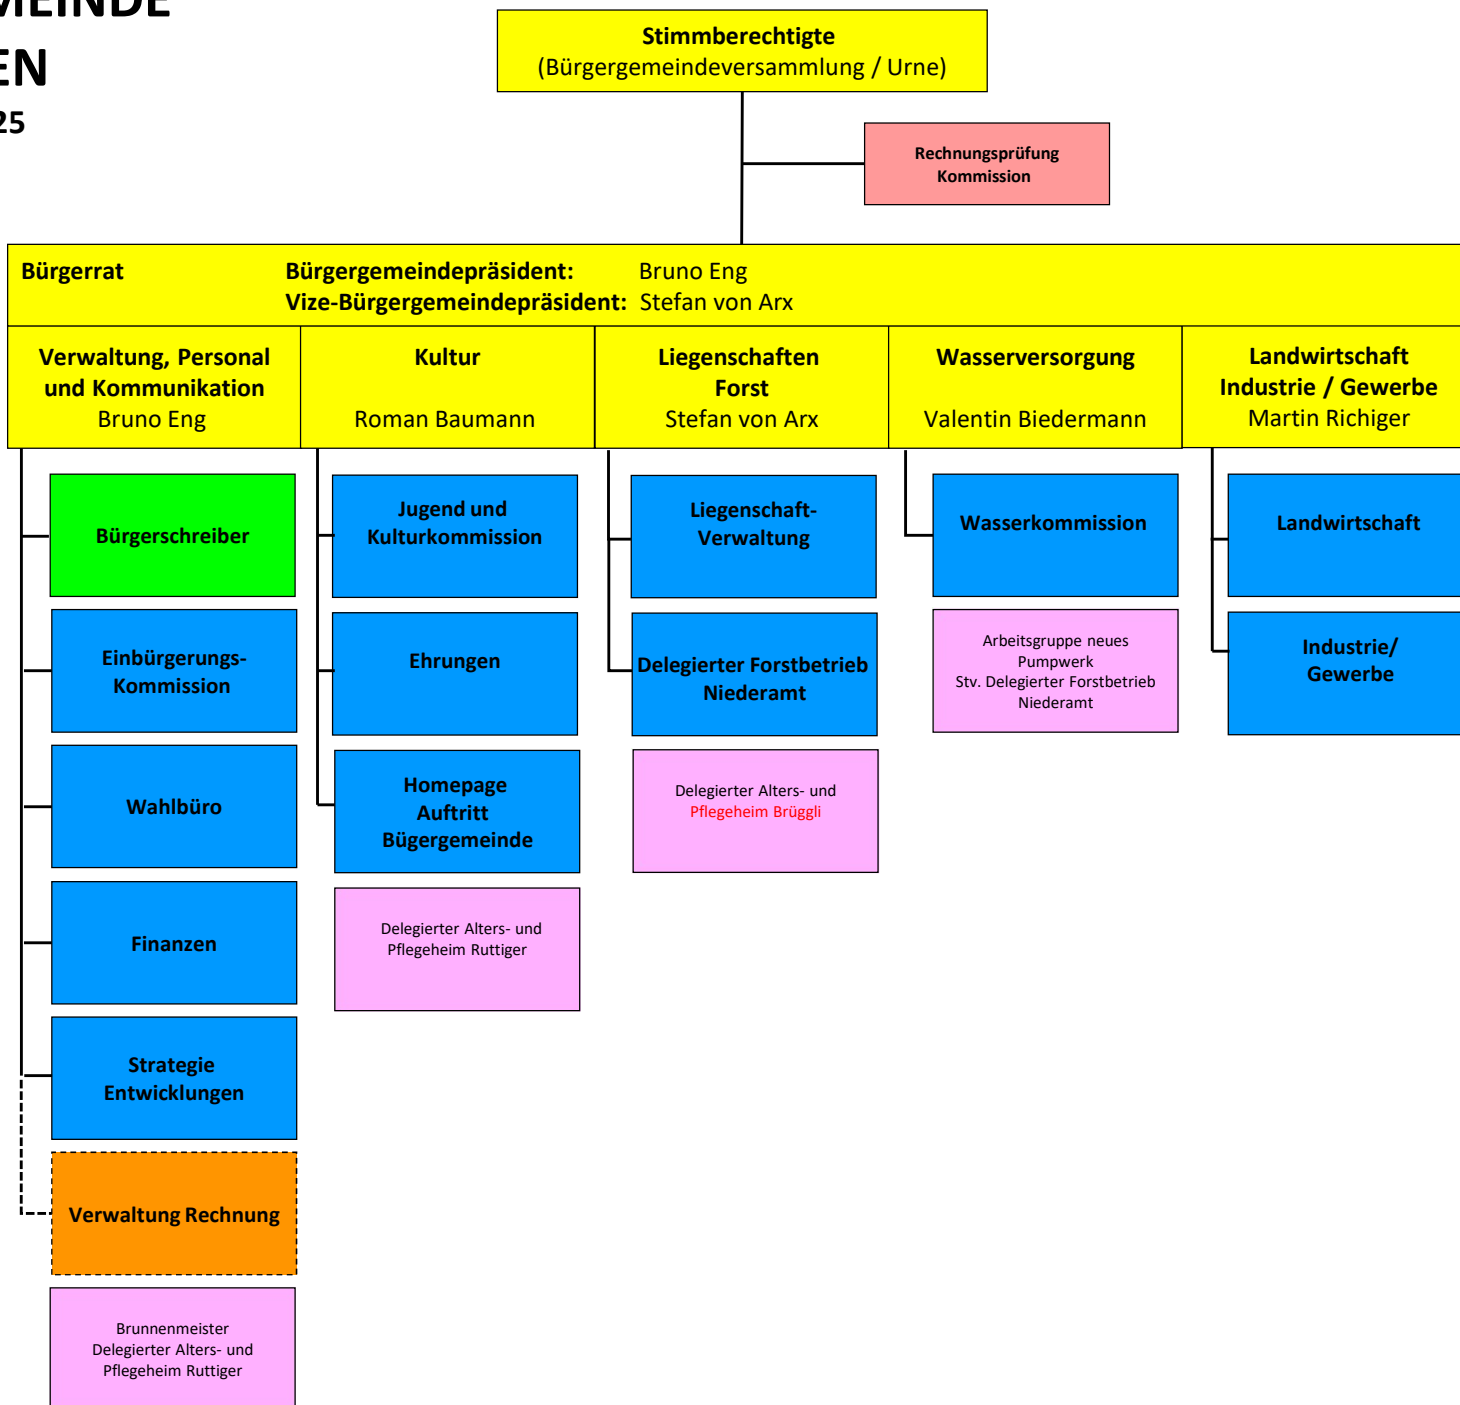 MEINDE
EN
25
Stimmberechtigte
(Bürgergemeindeversammlung / Urne)
Rechnungsprüfung
Kommission
Bürgerrat Bürgergemeindepräsident: Bruno Eng
Vize-Bürgergemeindepräsident: Stefan von Arx
Verwaltung, Personal
und Kommunikation
Bruno Eng
Kultur
Roman Baumann
Liegenschaften
Forst
Stefan von Arx
Wasserversorgung
Valentin Biedermann
Landwirtschaft
Industrie / Gewerbe
Martin Richiger
Bürgerschreiber
Einbürgerungs-
Kommission
Wahlbüro
Finanzen
Strategie
Entwicklungen
Verwaltung Rechnung
Brunnenmeister
Delegierter Alters- und
Pflegeheim Ruttiger
Jugend und
Kulturkommission
Ehrungen
Homepage
Auftritt
Bügergemeinde
Delegierter Alters- und
Pflegeheim Ruttiger
Liegenschaft-
Verwaltung
Delegierter Forstbetrieb
Niederamt
Delegierter Alters- und
Pflegeheim Brüggli
Wasserkommission
Arbeitsgruppe neues
Pumpwerk
Stv. Delegierter Forstbetrieb
Niederamt
Landwirtschaft
Industrie/
Gewerbe